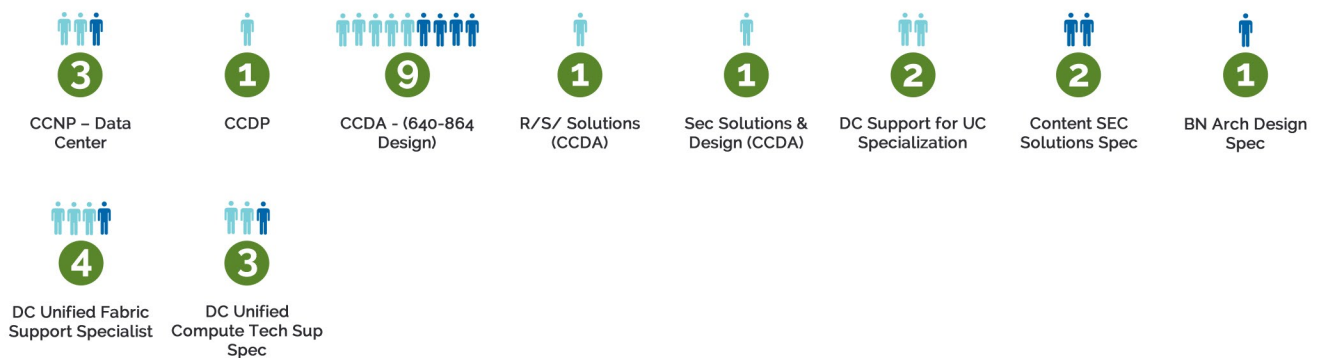 3
CCNP – Data
Center
1
CCDP
9
CCDA - (640-864
Design)
1
R/S/ Solutions
(CCDA)
1
Sec Solutions &
Design (CCDA)
2
DC Support for UC
Specialization
2
Content SEC
Solutions Spec
1
BN Arch Design
Spec
4
DC Unified Fabric
Support Specialist
3
DC Unified
Compute Tech Sup
Spec